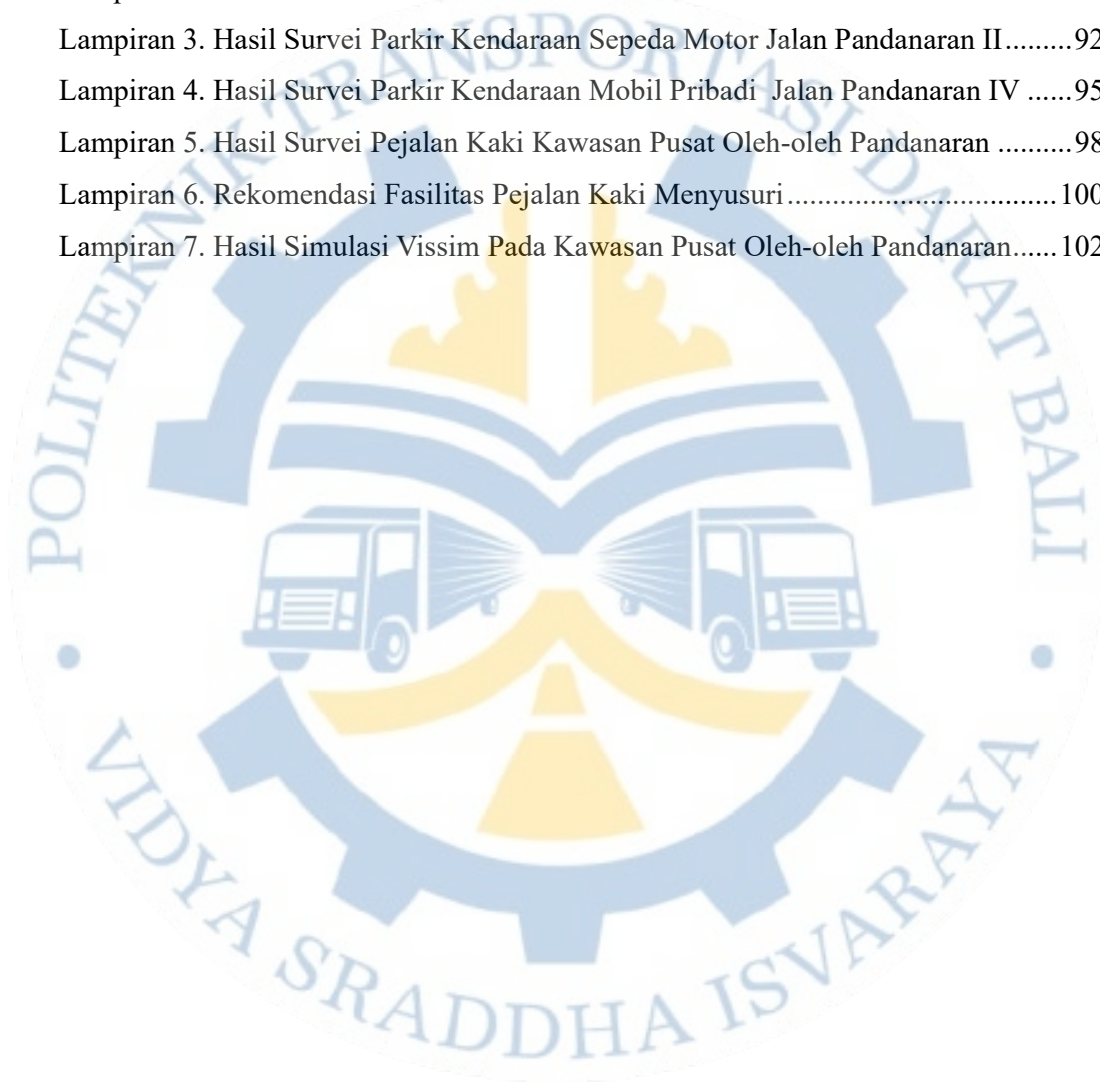 Lampiran 3. Hasil Survei Parkir Kendaraan Sepeda Motor Jalan Pandanaran II.........92
Lampiran 4. Hasil Survei Parkir Kendaraan Mobil Pribadi  Jalan Pandanaran IV ......95
Lampiran 5. Hasil Survei Pejalan Kaki Kawasan Pusat Oleh-oleh Pandanaran ..........98
Lampiran 6. Rekomendasi Fasilitas Pejalan Kaki Menyusuri...................................100
Lampiran 7. Hasil Simulasi Vissim Pada Kawasan Pusat Oleh-oleh Pandanaran......102
POLITEKNIK TRANSPORTASI DARAT BALI
• VIDYA SRADDHA ISVARAYA •